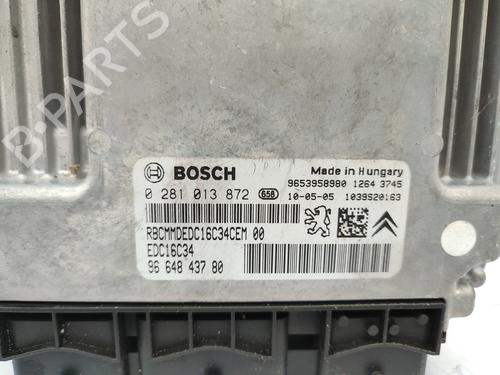 B-PARTS
BOSCH
Made in Hungary
0 281 013 872 658
9653958980 1264 3745
10-05-05 1039S20163
RBCMMDEDC16C34CEM 00
EDC16C34
96 648 437 80